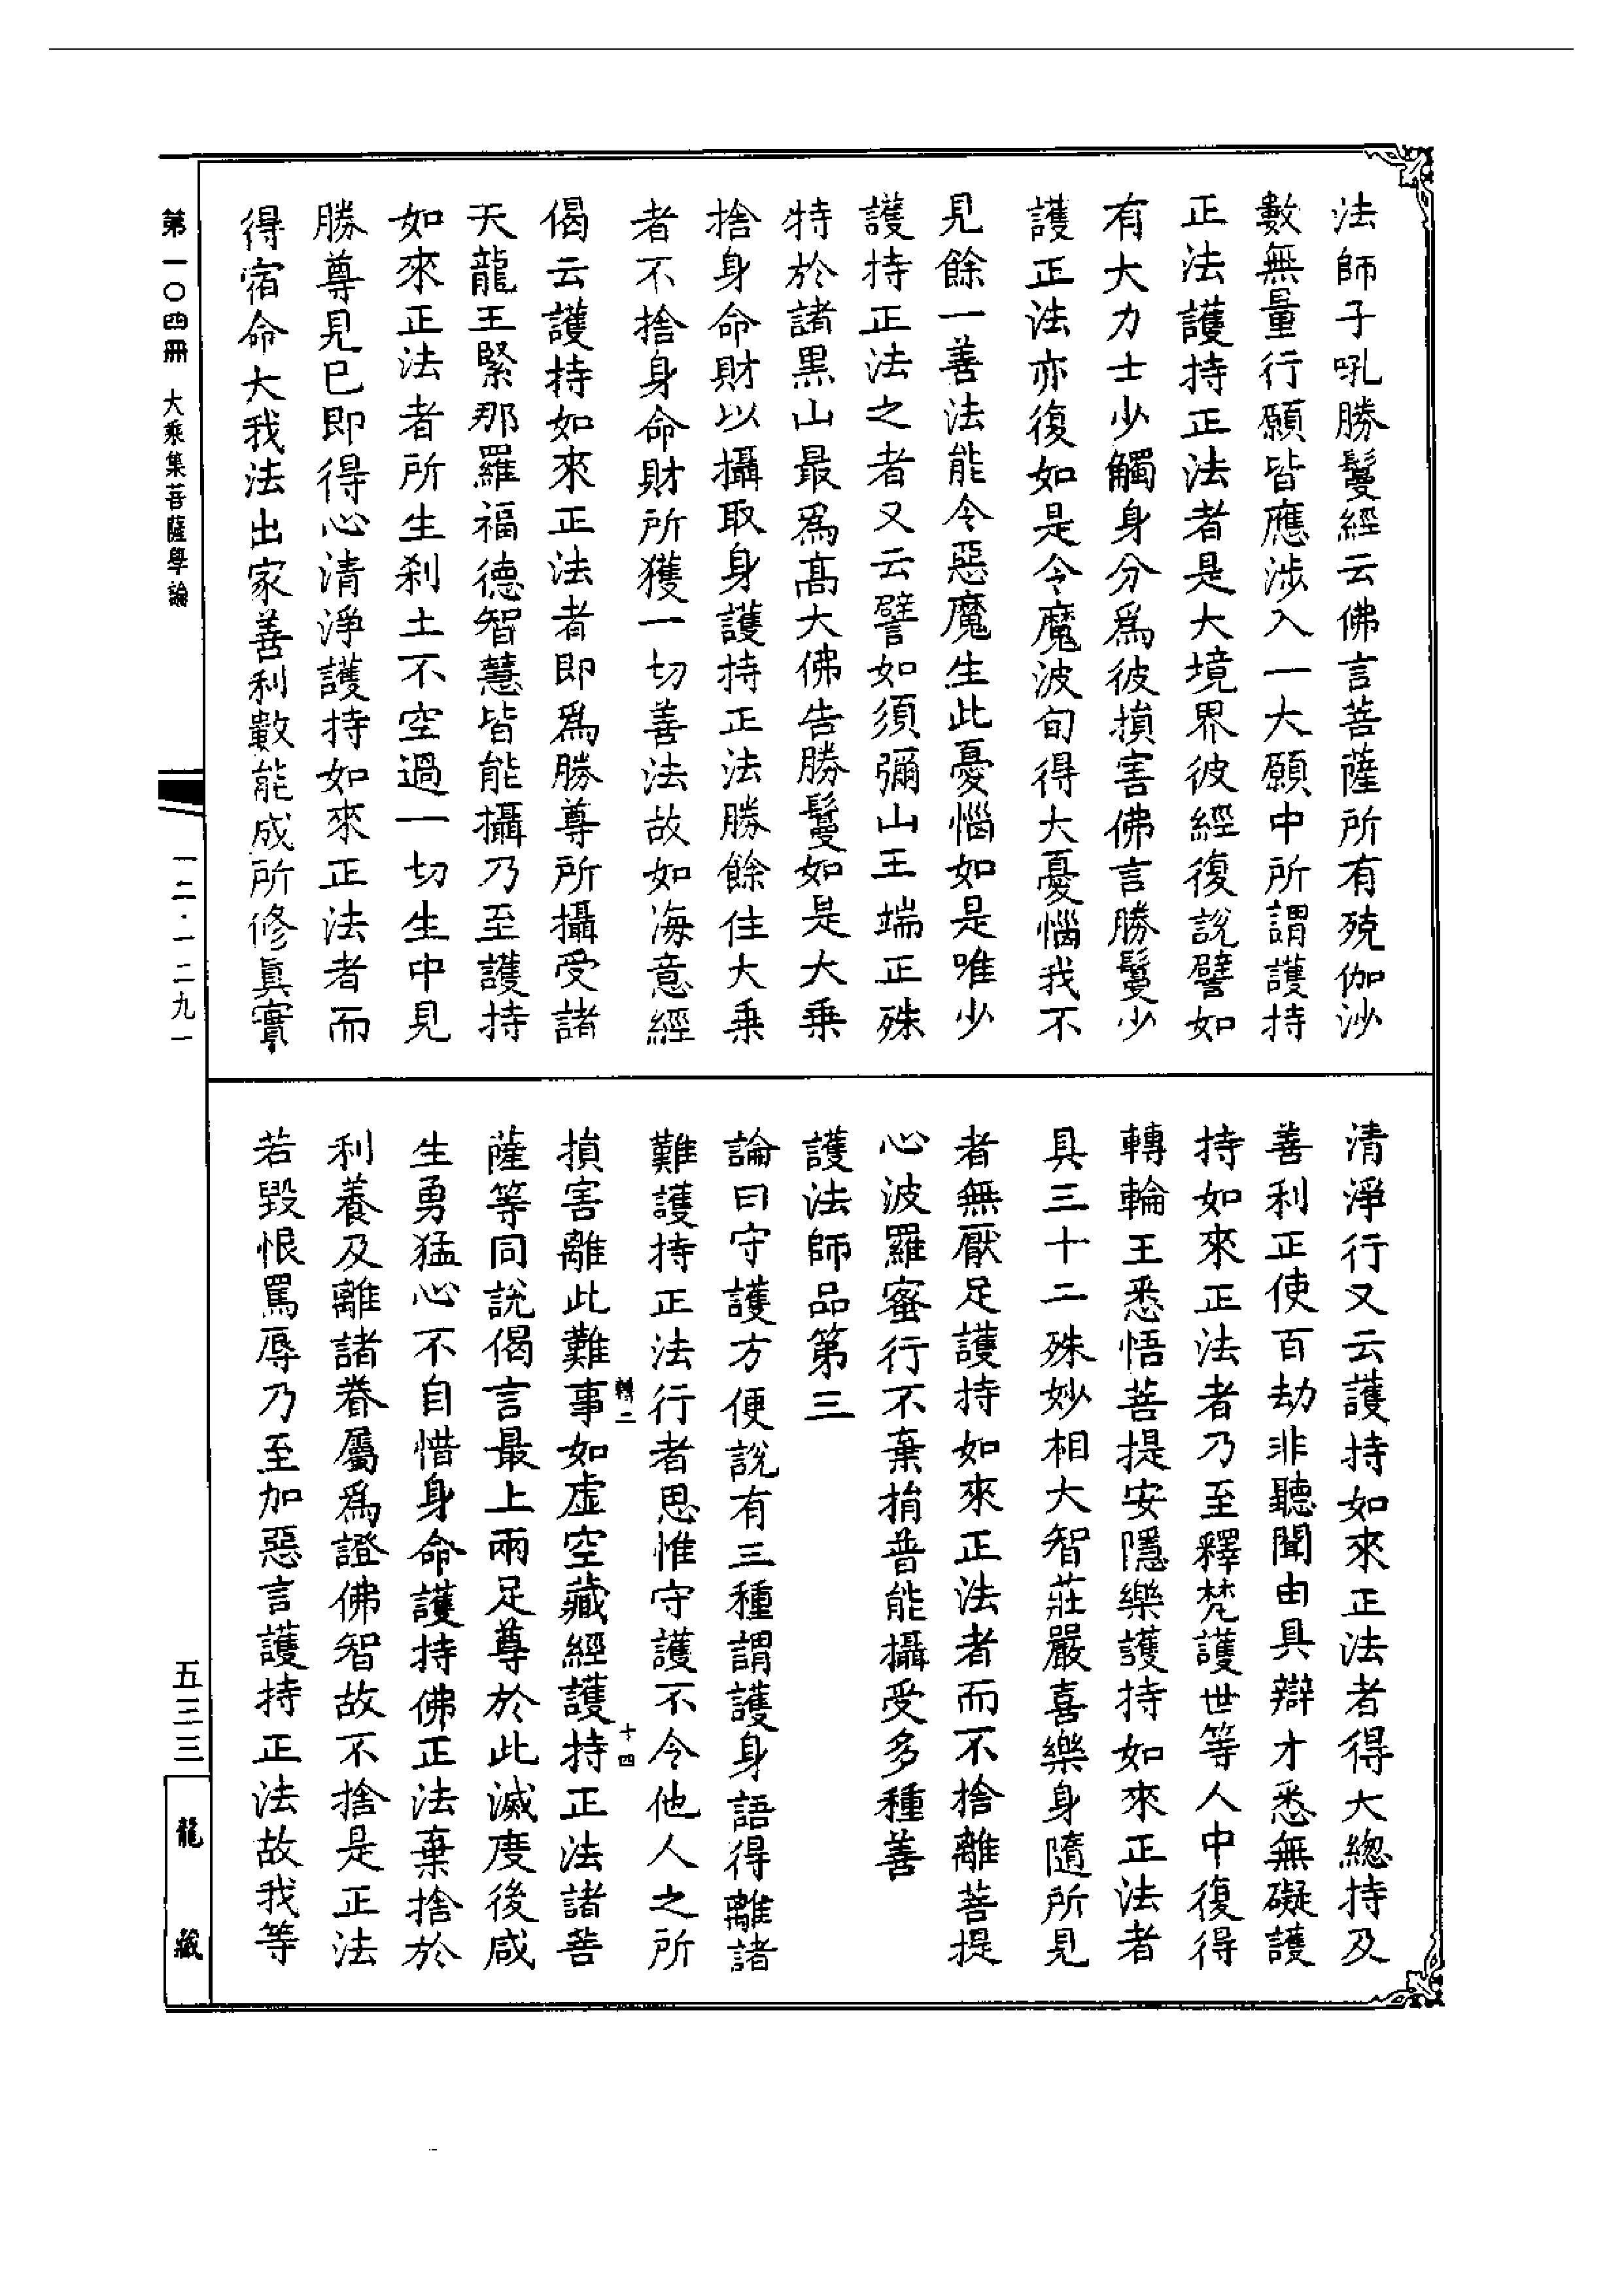 法師子吼勝鬘經云佛言菩薩所有殑伽沙
數無量行願皆應涉入一大願中所謂護持
正法護持正法者是大境界彼經復說譬如
有大力士少觸身分爲彼損害佛言勝鬘少
護正法亦復如是令魔波旬得大憂惱我不
見餘一善法能令惡魔生此憂惱如是唯少
護持正法之者又云譬如須彌山王端正殊
特於諸黑山最爲高大佛告勝鬘如是大乗
捨身命財以攝取身護持正法勝餘住大乗
者不捨身命財所獲一切善法故如海意經
偈云護持如來正法者即爲勝尊所攝受諸
天龍王緊那羅福德智慧皆能攝乃至護持
如來正法者所生刹土不空過一切生中見
勝尊見已即得心清淨護持如來正法者而
得宿命大我法出家善利數能成所修眞實
清淨行又云護持如來正法者得大總持及
善利正使百劫非聽聞由具辯才悉無礙護
持如來正法者乃至釋梵護世等人中復得
轉輪王悉悟菩提安隱樂護持如來正法者
具三十二殊妙相大智莊嚴喜樂身隨所見
者無厭足護持如來正法者而不捨離菩提
心波羅蜜行不棄捎普能攝受多種善
護法師品第三
論曰守護方便說有三種謂護身語得離諸
難護持正法行者思惟守護不令他人之所
轉二
十四
損害離此難事如虛空藏經護持正法諸菩
薩等同說偈言最上兩足尊於此滅度後咸
生勇猛心不自惜身命護持佛正法棄捨於
利養及離諸眷屬爲證佛智故不捨是正法
若毀恨罵辱乃至加惡言護持正法故我等
第一〇四冊 大乘集菩薩學論
一二·一二九一
五三三
龍藏